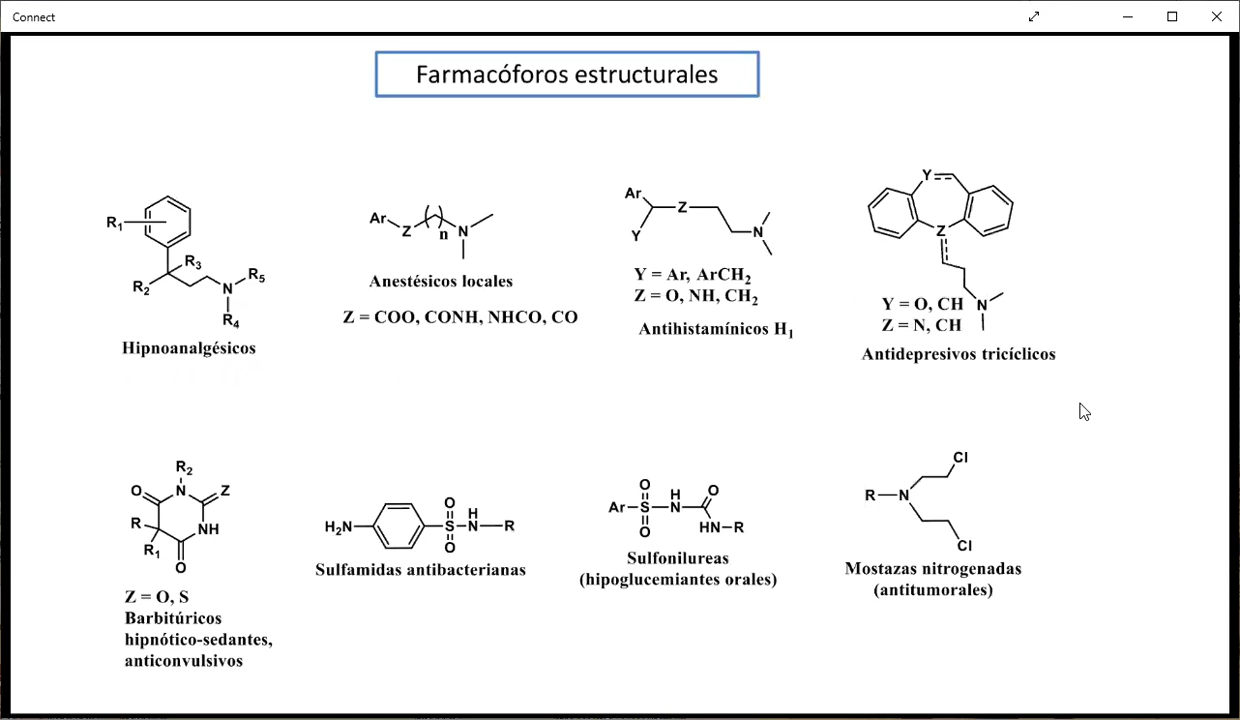 Connect
Farmacóforos estructurales
R1
R3
R2
N
R5
R4
Hipnoanalgésicos
Ar
Z
n
N
Anestésicos locales
Z = COO, CONH, NHCO, CO
Ar
Z
Y
N
Y = Ar, ArCH2
Z = O, NH, CH2
Antihistamínicos H1
Y
Z
N
Y = O, CH
Z = N, CH
Antidepresivos tricíclicos
R2
O
N
Z
R
NH
R1
O
Z = O, S
Barbitúricos
hipnótico-sedantes,
anticonvulsivos
H2N
O
S
O
H
N
R
Sulfamidas antibacterianas
O
Ar
S
O
H
N
O
HN
R
Sulfonilureas
(hipoglucemiantes orales)
Cl
R
N
Cl
Mostazas nitrogenadas
(antitumorales)